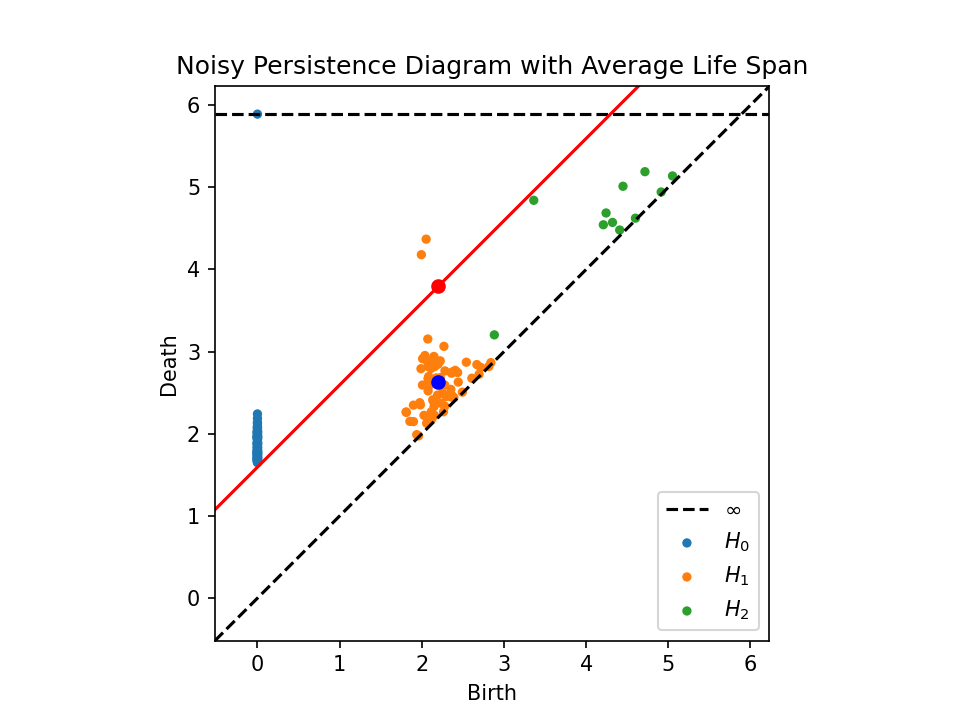 Noisy Persistence Diagram with Average Life Span
6
5
4
3
2
1
0
Death
∞
H₀
H₁
H₂
0 1 2 3 4 5 6
Birth